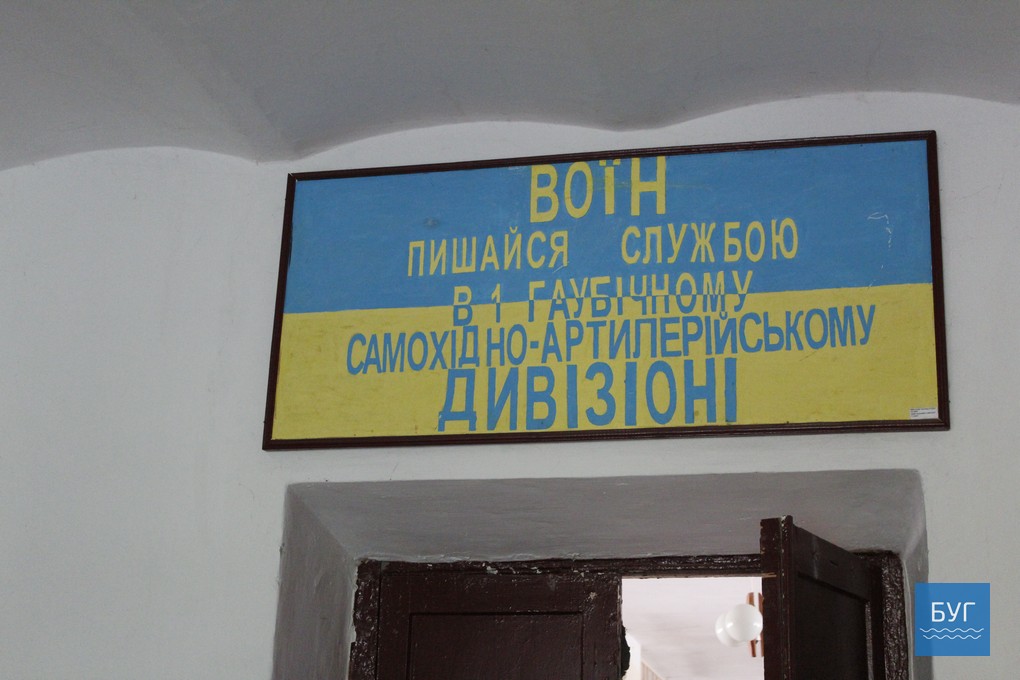 ВОЇН
ПИШАЙСЯ СЛУЖБОЮ
В 1 ГАУБІЧНОМУ
САМОХІДНО-АРТИЛЕРІЙСЬКОМУ
ДИВІЗІОНІ
БУГ